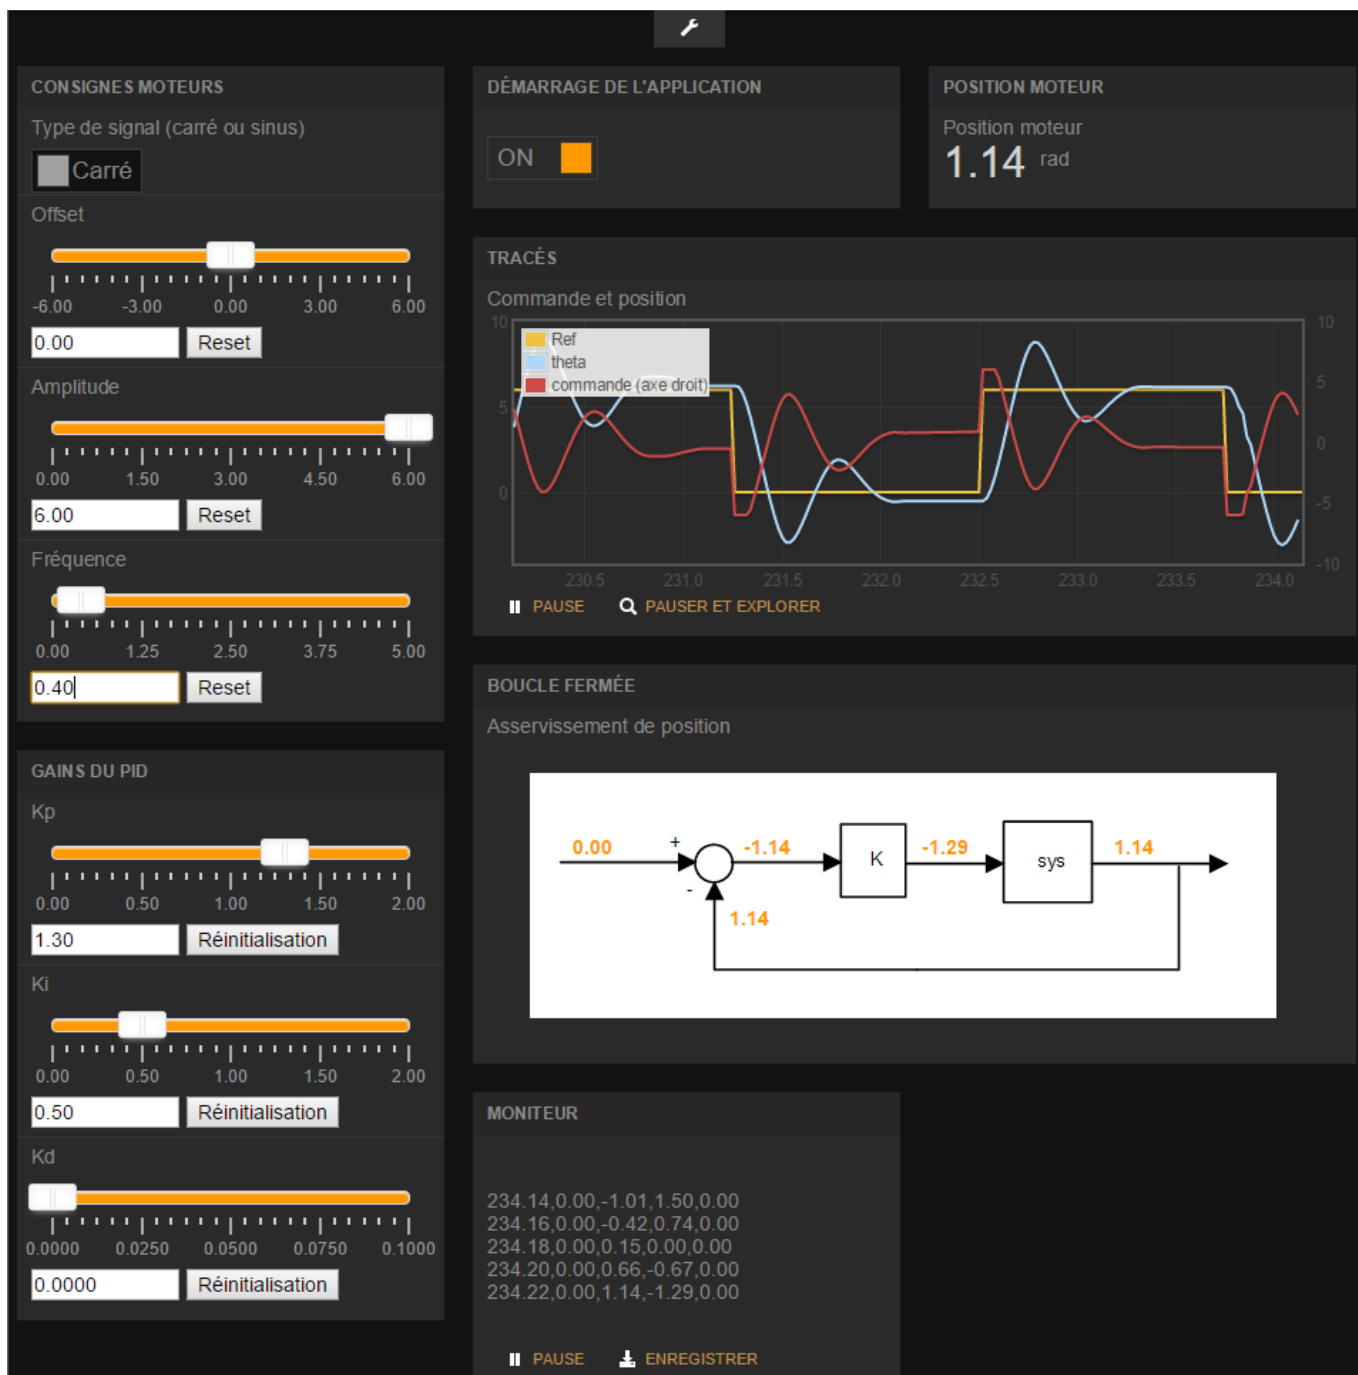 CONSIGNES MOTEURS
Type de signal (carré ou sinus)
Carré
Offset
-6.00 -3.00 0.00 3.00 6.00
0.00 Reset
Amplitude
0.00 1.50 3.00 4.50 6.00
6.00 Reset
Fréquence
0.00 1.25 2.50 3.75 5.00
0.40 Reset
GAINS DU PID
Kp
0.00 0.50 1.00 1.50 2.00
1.30 Réinitialisation
Ki
0.00 0.50 1.00 1.50 2.00
0.50 Réinitialisation
Kd
0.0000 0.0250 0.0500 0.0750 0.1000
0.0000 Réinitialisation
DÉMARRAGE DE L'APPLICATION
ON
POSITION MOTEUR
Position moteur
1.14 rad
TRACÉS
Commande et position
10 10
Ref
theta
commande (axe droit)
5 5
0 0
-5
-10
230.5 231.0 231.5 232.0 232.5 233.0 233.5 234.0
PAUSE PAUSER ET EXPLORER
BOUCLE FERMÉE
Asservissement de position
0.00 + -1.14 K -1.29 sys 1.14
-
1.14
MONITEUR
234.14,0.00,-1.01,1.50,0.00
234.16,0.00,-0.42,0.74,0.00
234.18,0.00,0.15,0.00,0.00
234.20,0.00,0.66,-0.67,0.00
234.22,0.00,1.14,-1.29,0.00
PAUSE ENREGISTRER